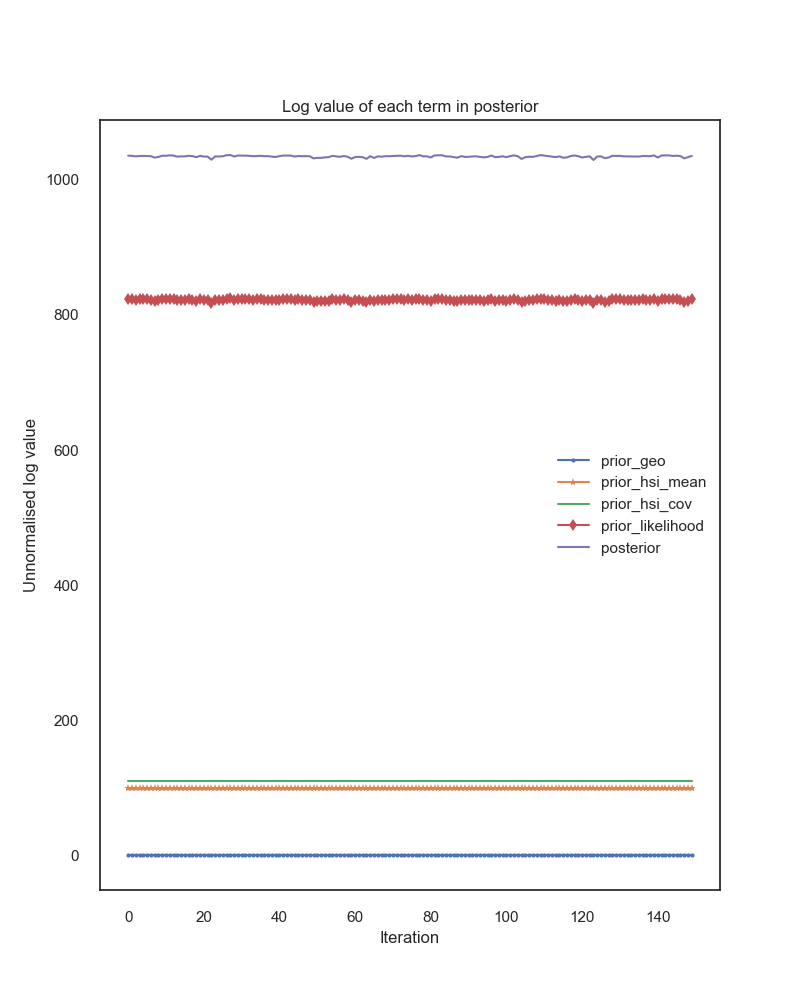 Log value of each term in posterior
Unnormalised log value
1000
800
600
400
200
0
prior_geo
prior_hsi_mean
prior_hsi_cov
prior_likelihood
posterior
0 20 40 60 80 100 120 140
Iteration